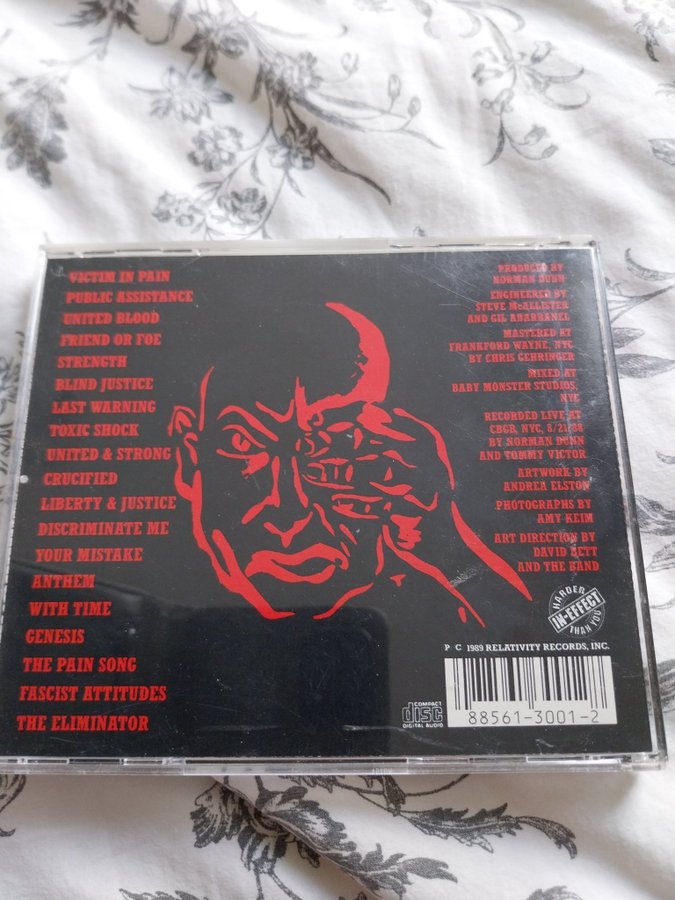 VICTIM IN PAIN
PUBLIC ASSISTANCE
UNITED BLOOD
FRIEND OR FOE
STRENGTH
BLIND JUSTICE
LAST WARNING
TOXIC SHOCK
UNITED & STRONG
CRUCIFIED
LIBERTY & JUSTICE
DISCRIMINATE ME
YOUR MISTAKE
ANTHEM
WITH TIME
GENESIS
THE PAIN SONG
FASCIST ATTITUDES
THE ELIMINATOR
PRODUCED BY
NORMAN DUNN
ENGINEERED BY
STEVE McALLISTER
AND GIL ABARBANEL
MASTERED AT
FRANKFORD WAYNE, NYC
BY CHRIS GEHRINGER
MIXED AT
BABY MONSTER STUDIOS,
NYE
RECORDED LIVE AT
CBGB, NYC, 8/21/88
BY NORMAN DUNN
AND TOMMY VICTOR
ARTWORK BY
ANDREA ELSTON
PHOTOGRAPHS BY
AMY KEIM
ART DIRECTION BY
DAVID BETT
AND THE BAND
HARDER
IN-EFFECT
THAN YOU
P C 1989 RELATIVITY RECORDS, INC.
COMPACT
disc
DIGITAL AUDIO
88561-3001-2